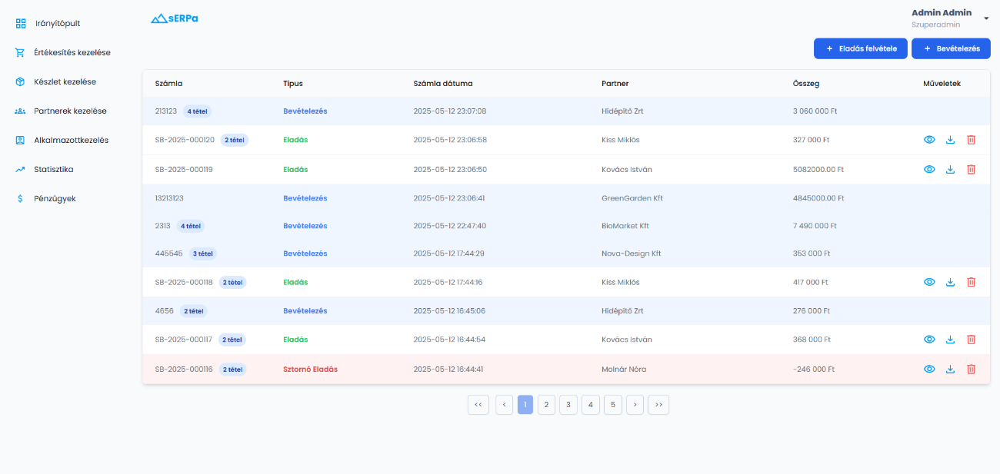 Irányítópult
Értékesítés kezelése
Készlet kezelése
Partnerek kezelése
Alkalmazottkezelés
Statisztika
Pénzügyek
sERPa
Admin Admin
Szuperadmin
+ Eladás felvétele + Bevételezés
Számla Típus Számla dátuma Partner Összeg Műveletek
213123 4 tétel Bevételezés 2025-05-12 23:07:08 Hídépítő Zrt 3 060 000 Ft
SB-2025-000120 2 tétel Eladás 2025-05-12 23:06:58 Kiss Miklós 327 000 Ft
SB-2025-000119 Eladás 2025-05-12 23:06:50 Kovács István 5082000.00 Ft
13213123 Bevételezés 2025-05-12 23:06:41 GreenGarden Kft 4845000.00 Ft
2313 4 tétel Bevételezés 2025-05-12 22:47:40 BioMarket Kft 7 490 000 Ft
445545 3 tétel Bevételezés 2025-05-12 17:44:29 Nova-Design Kft 353 000 Ft
SB-2025-000118 2 tétel Eladás 2025-05-12 17:44:16 Kiss Miklós 417 000 Ft
4656 2 tétel Bevételezés 2025-05-12 16:45:06 Hídépítő Zrt 276 000 Ft
SB-2025-000117 2 tétel Eladás 2025-05-12 16:44:54 Kovács István 368 000 Ft
SB-2025-000116 2 tétel Sztornó Eladás 2025-05-12 16:44:41 Molnár Nóra -246 000 Ft
<< < 1 2 3 4 5 > >>